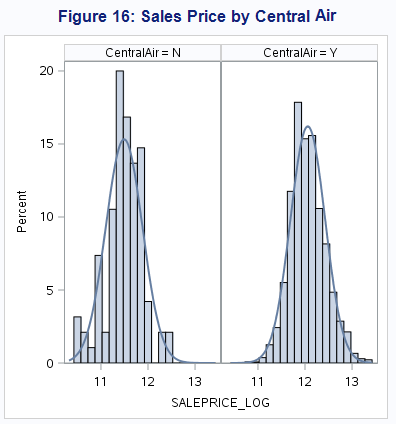 Figure 16: Sales Price by Central Air
CentralAir = N
CentralAir = Y
20
15
10
5
0
Percent
11 12 13 11 12 13
SALEPRICE_LOG